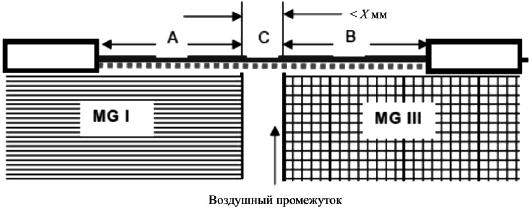 < X мм
A C B
MG I MG III
Воздушный промежуток